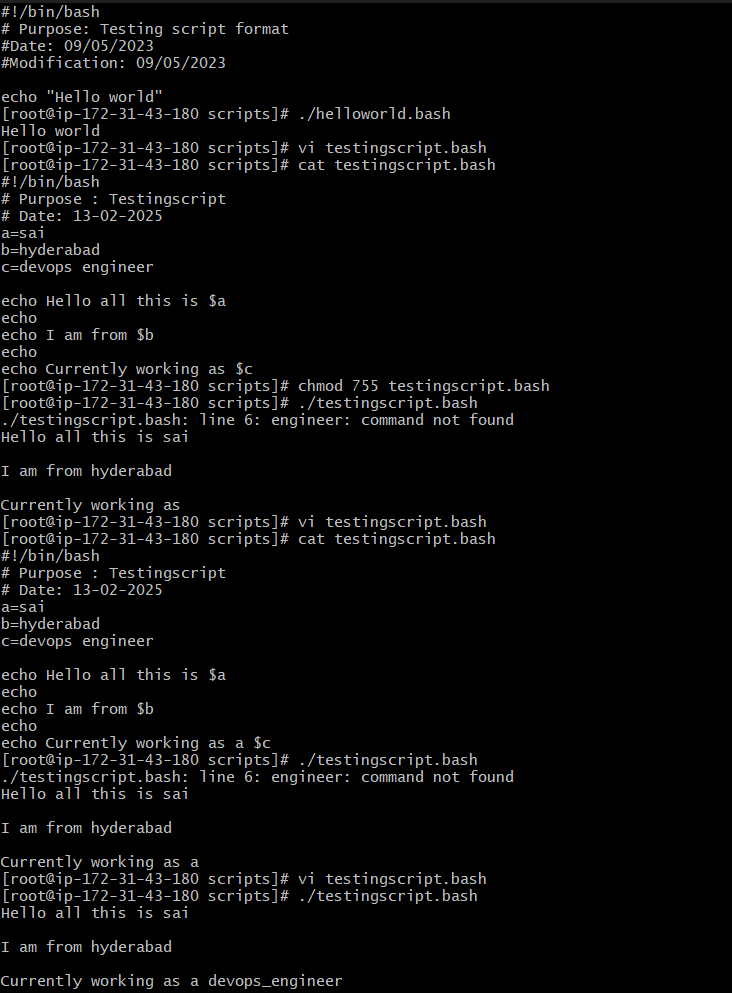 #!/bin/bash
# Purpose: Testing script format
#Date: 09/05/2023
#Modification: 09/05/2023
echo "Hello world"
[root@ip-172-31-43-180 scripts]# ./helloworld.bash
Hello world
[root@ip-172-31-43-180 scripts]# vi testingscript.bash
[root@ip-172-31-43-180 scripts]# cat testingscript.bash
#!/bin/bash
# Purpose : Testingscript
# Date: 13-02-2025
a=sai
b=hyderabad
c=devops engineer
echo Hello all this is $a
echo
echo I am from $b
echo
echo Currently working as $c
[root@ip-172-31-43-180 scripts]# chmod 755 testingscript.bash
[root@ip-172-31-43-180 scripts]# ./testingscript.bash
./testingscript.bash: line 6: engineer: command not found
Hello all this is sai
I am from hyderabad
Currently working as
[root@ip-172-31-43-180 scripts]# vi testingscript.bash
[root@ip-172-31-43-180 scripts]# cat testingscript.bash
#!/bin/bash
# Purpose : Testingscript
# Date: 13-02-2025
a=sai
b=hyderabad
c=devops engineer
echo Hello all this is $a
echo
echo I am from $b
echo
echo Currently working as a $c
[root@ip-172-31-43-180 scripts]# ./testingscript.bash
./testingscript.bash: line 6: engineer: command not found
Hello all this is sai
I am from hyderabad
Currently working as a
[root@ip-172-31-43-180 scripts]# vi testingscript.bash
[root@ip-172-31-43-180 scripts]# ./testingscript.bash
Hello all this is sai
I am from hyderabad
Currently working as a devops_engineer